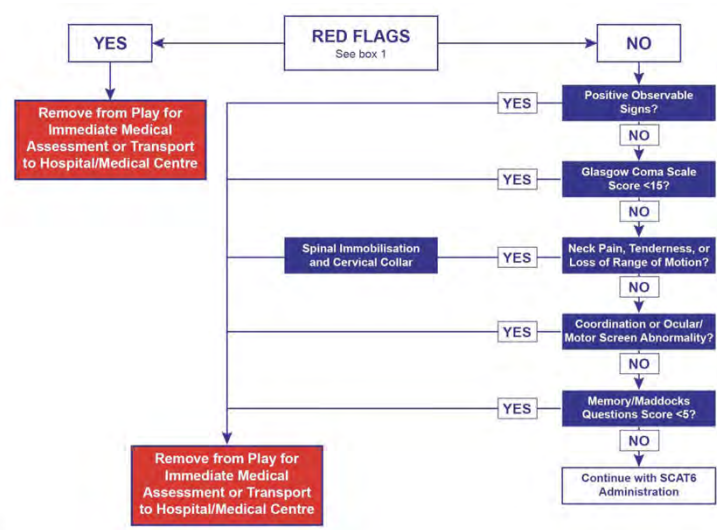 RED FLAGS
See box 1
YES
NO
Remove from Play for
Immediate Medical
Assessment or Transport
to Hospital/Medical Centre
YES
Positive Observable
Signs?
NO
YES
Glasgow Coma Scale
Score <15?
NO
Spinal Immobilisation
and Cervical Collar
YES
Neck Pain, Tenderness, or
Loss of Range of Motion?
NO
YES
Coordination or Ocular/
Motor Screen Abnormality?
NO
YES
Memory/Maddocks
Questions Score <5?
NO
Remove from Play for
Immediate Medical
Assessment or Transport
to Hospital/Medical Centre
Continue with SCAT6
Administration